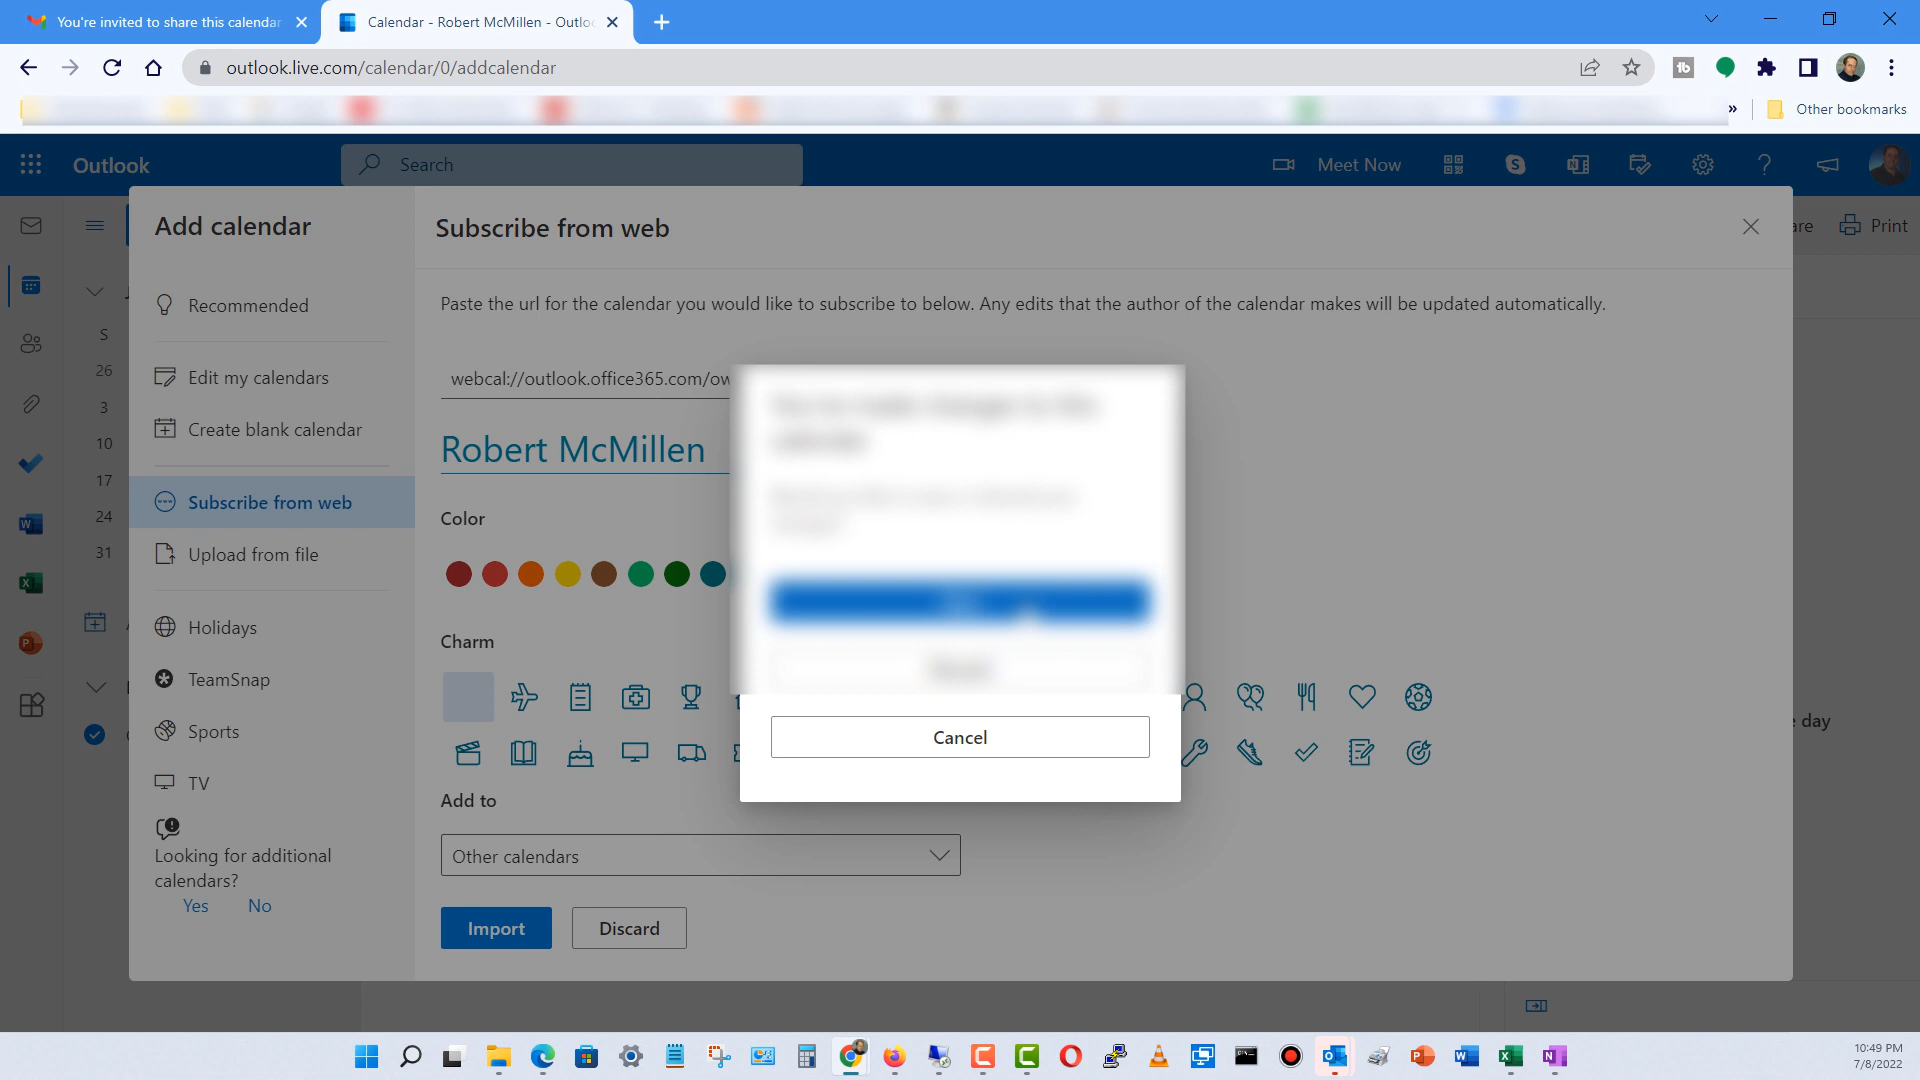 You're invited to share this calendar
Calendar - Robert McMillen - Outlo
outlook.live.com/calendar/0/addcalendar
Other bookmarks
Outlook
Search
Meet Now
Add calendar
Subscribe from web
Print
Recommended
Paste the url for the calendar you would like to subscribe to below. Any edits that the author of the calendar makes will be updated automatically.
S
26
3
10
17
24
31
Edit my calendars
Create blank calendar
Subscribe from web
Upload from file
Holidays
TeamSnap
Sports
TV
Looking for additional
calendars?
Yes No
webcal://outlook.office365.com/ow
Robert McMillen
Color
Charm
Cancel
day
Add to
Other calendars
Import
Discard
10:49 PM
7/8/2022